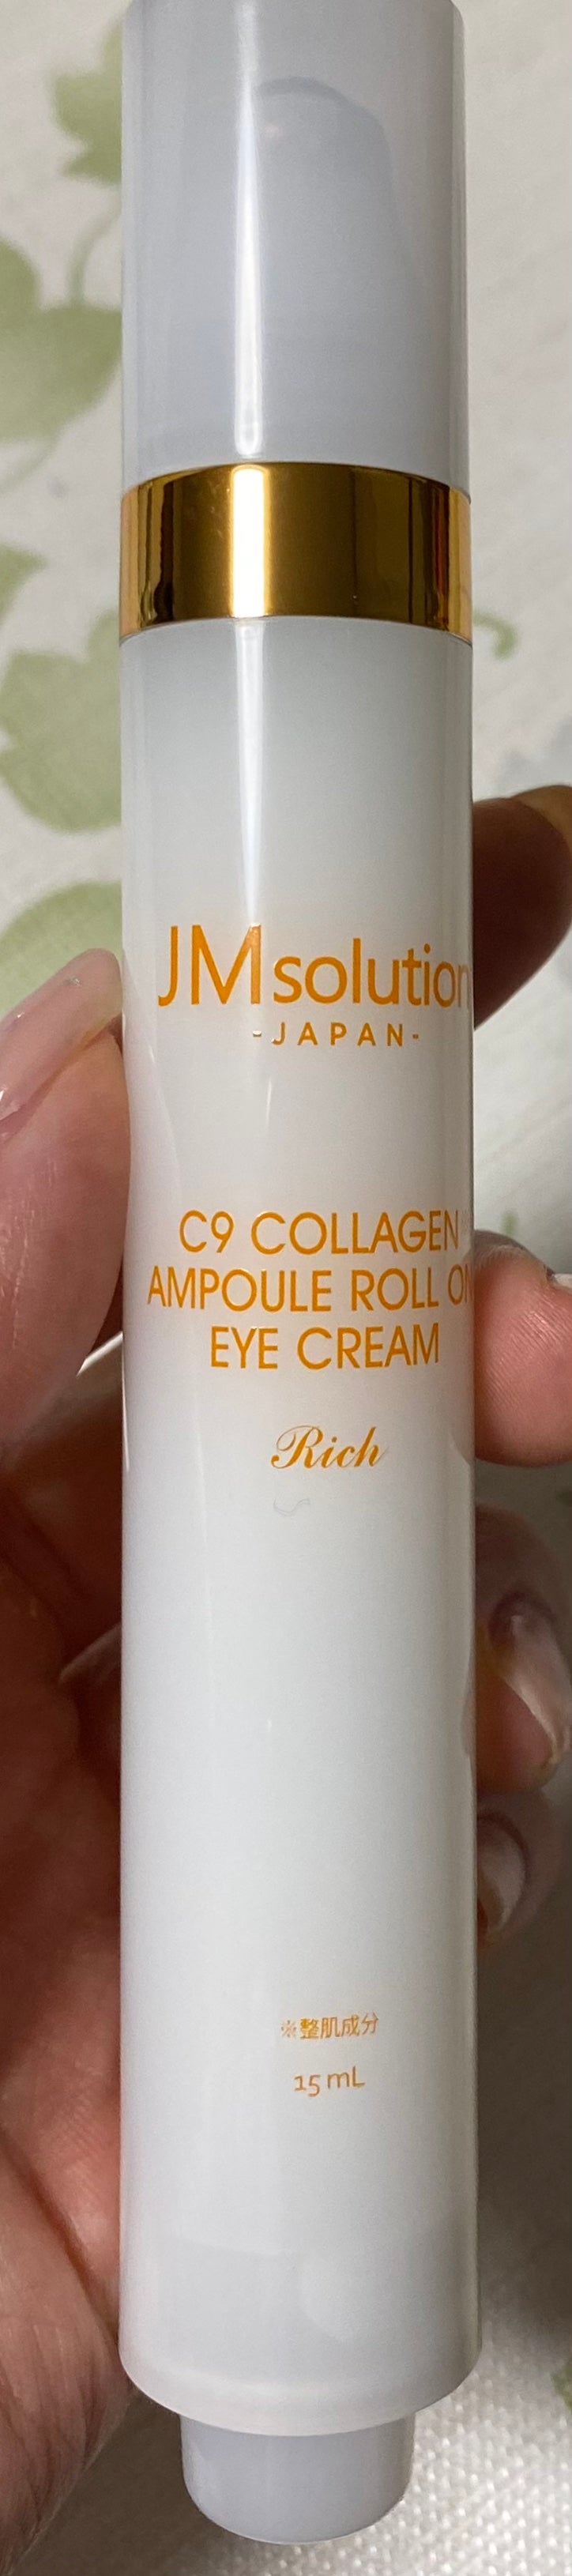 JMsolution
-JAPAN-
C9 COLLAGEN
AMPOULE ROLL ON
EYE CREAM
Rich
※整肌成分
15 mL